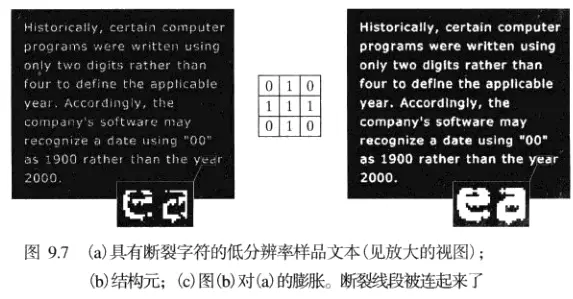 Historically, certain computer
programs were written using
only two digits rather than
four to define the applicable
year. Accordingly, the
company's software may
recognize a date using "00"
as 1900 rather than the year
2000.
ea
0 1 0
1 1 1
0 1 0
Historically, certain computer
programs were written using
only two digits rather than
four to define the applicable
year. Accordingly, the
company's software may
recognize a date using "00"
as 1900 rather than the year
2000.
ea
图 9.7 (a)具有断裂字符的低分辨率样品文本(见放大的视图);
(b)结构元; (c)图(b)对(a)的膨胀。断裂线段被连起来了